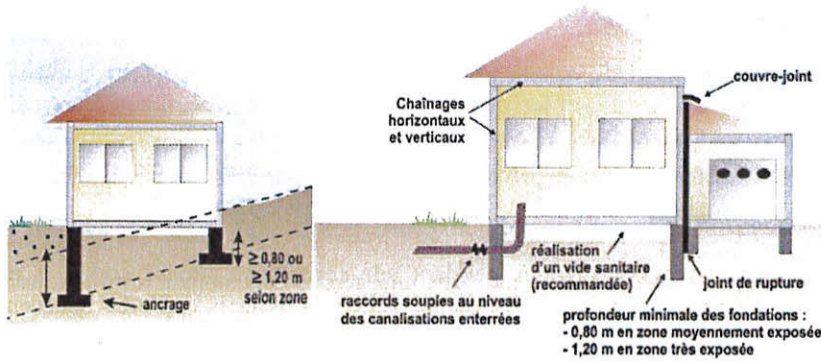 ≥ 0,80 ou
≥ 1,20 m
selon zone
ancrage
Chaînages
horizontaux
et verticaux
couvre-joint
raccords souples au niveau
des canalisations enterrées
réalisation
d'un vide sanitaire
(recommandée)
joint de rupture
profondeur minimale des fondations :
- 0,80 m en zone moyennement exposée
- 1,20 m en zone très exposée